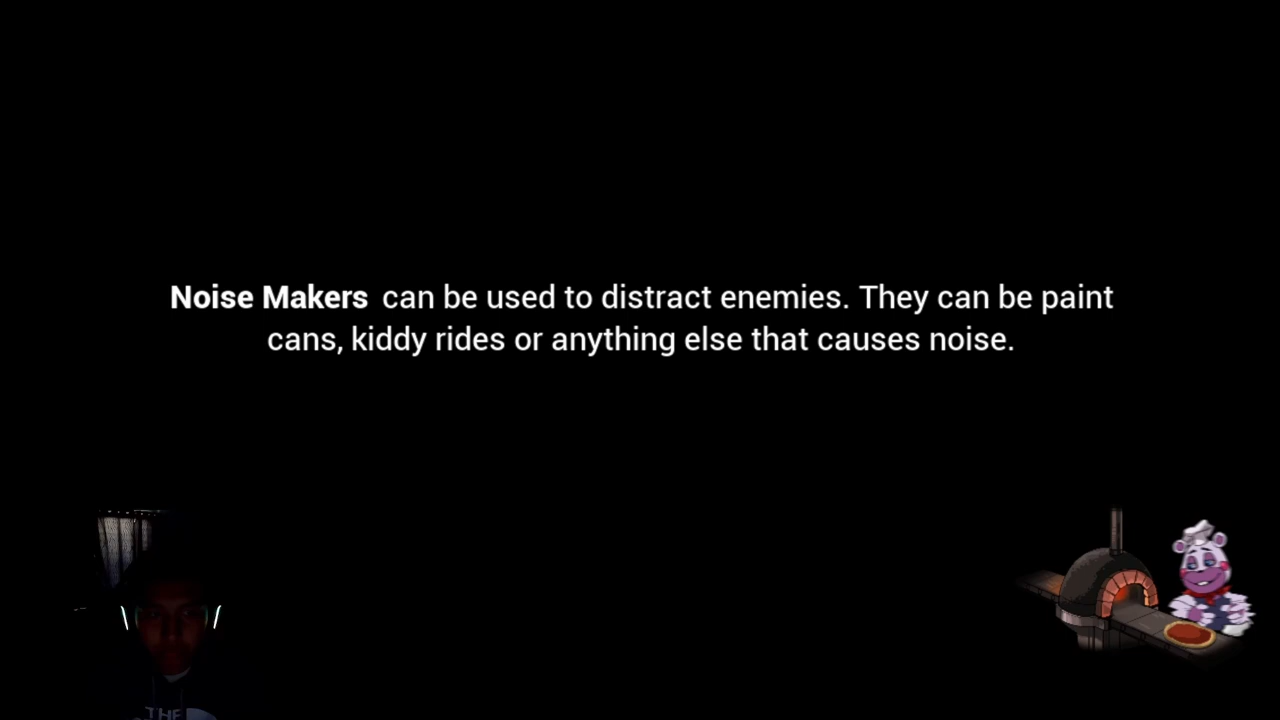 Noise Makers can be used to distract enemies. They can be paint
cans, kiddy rides or anything else that causes noise.
THE